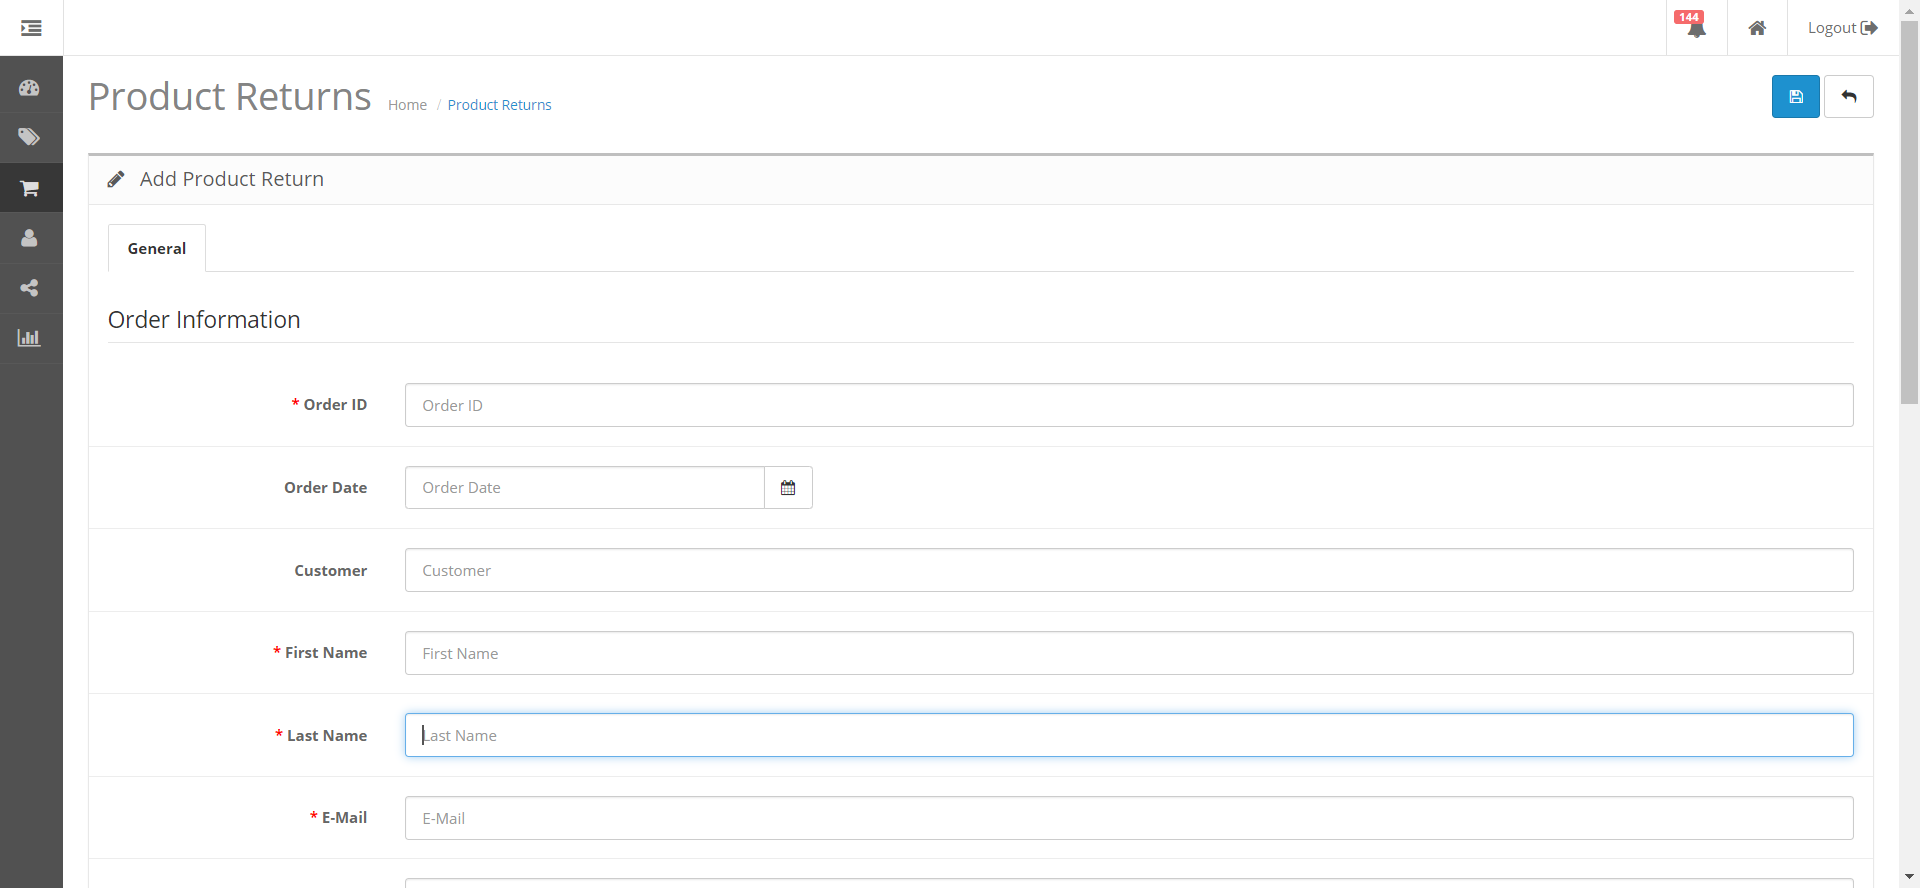 144
Logout
Product Returns
Home / Product Returns
Add Product Return
General
Order Information
* Order ID
Order ID
Order Date
Order Date
Customer
Customer
* First Name
First Name
* Last Name
Last Name
* E-Mail
E-Mail